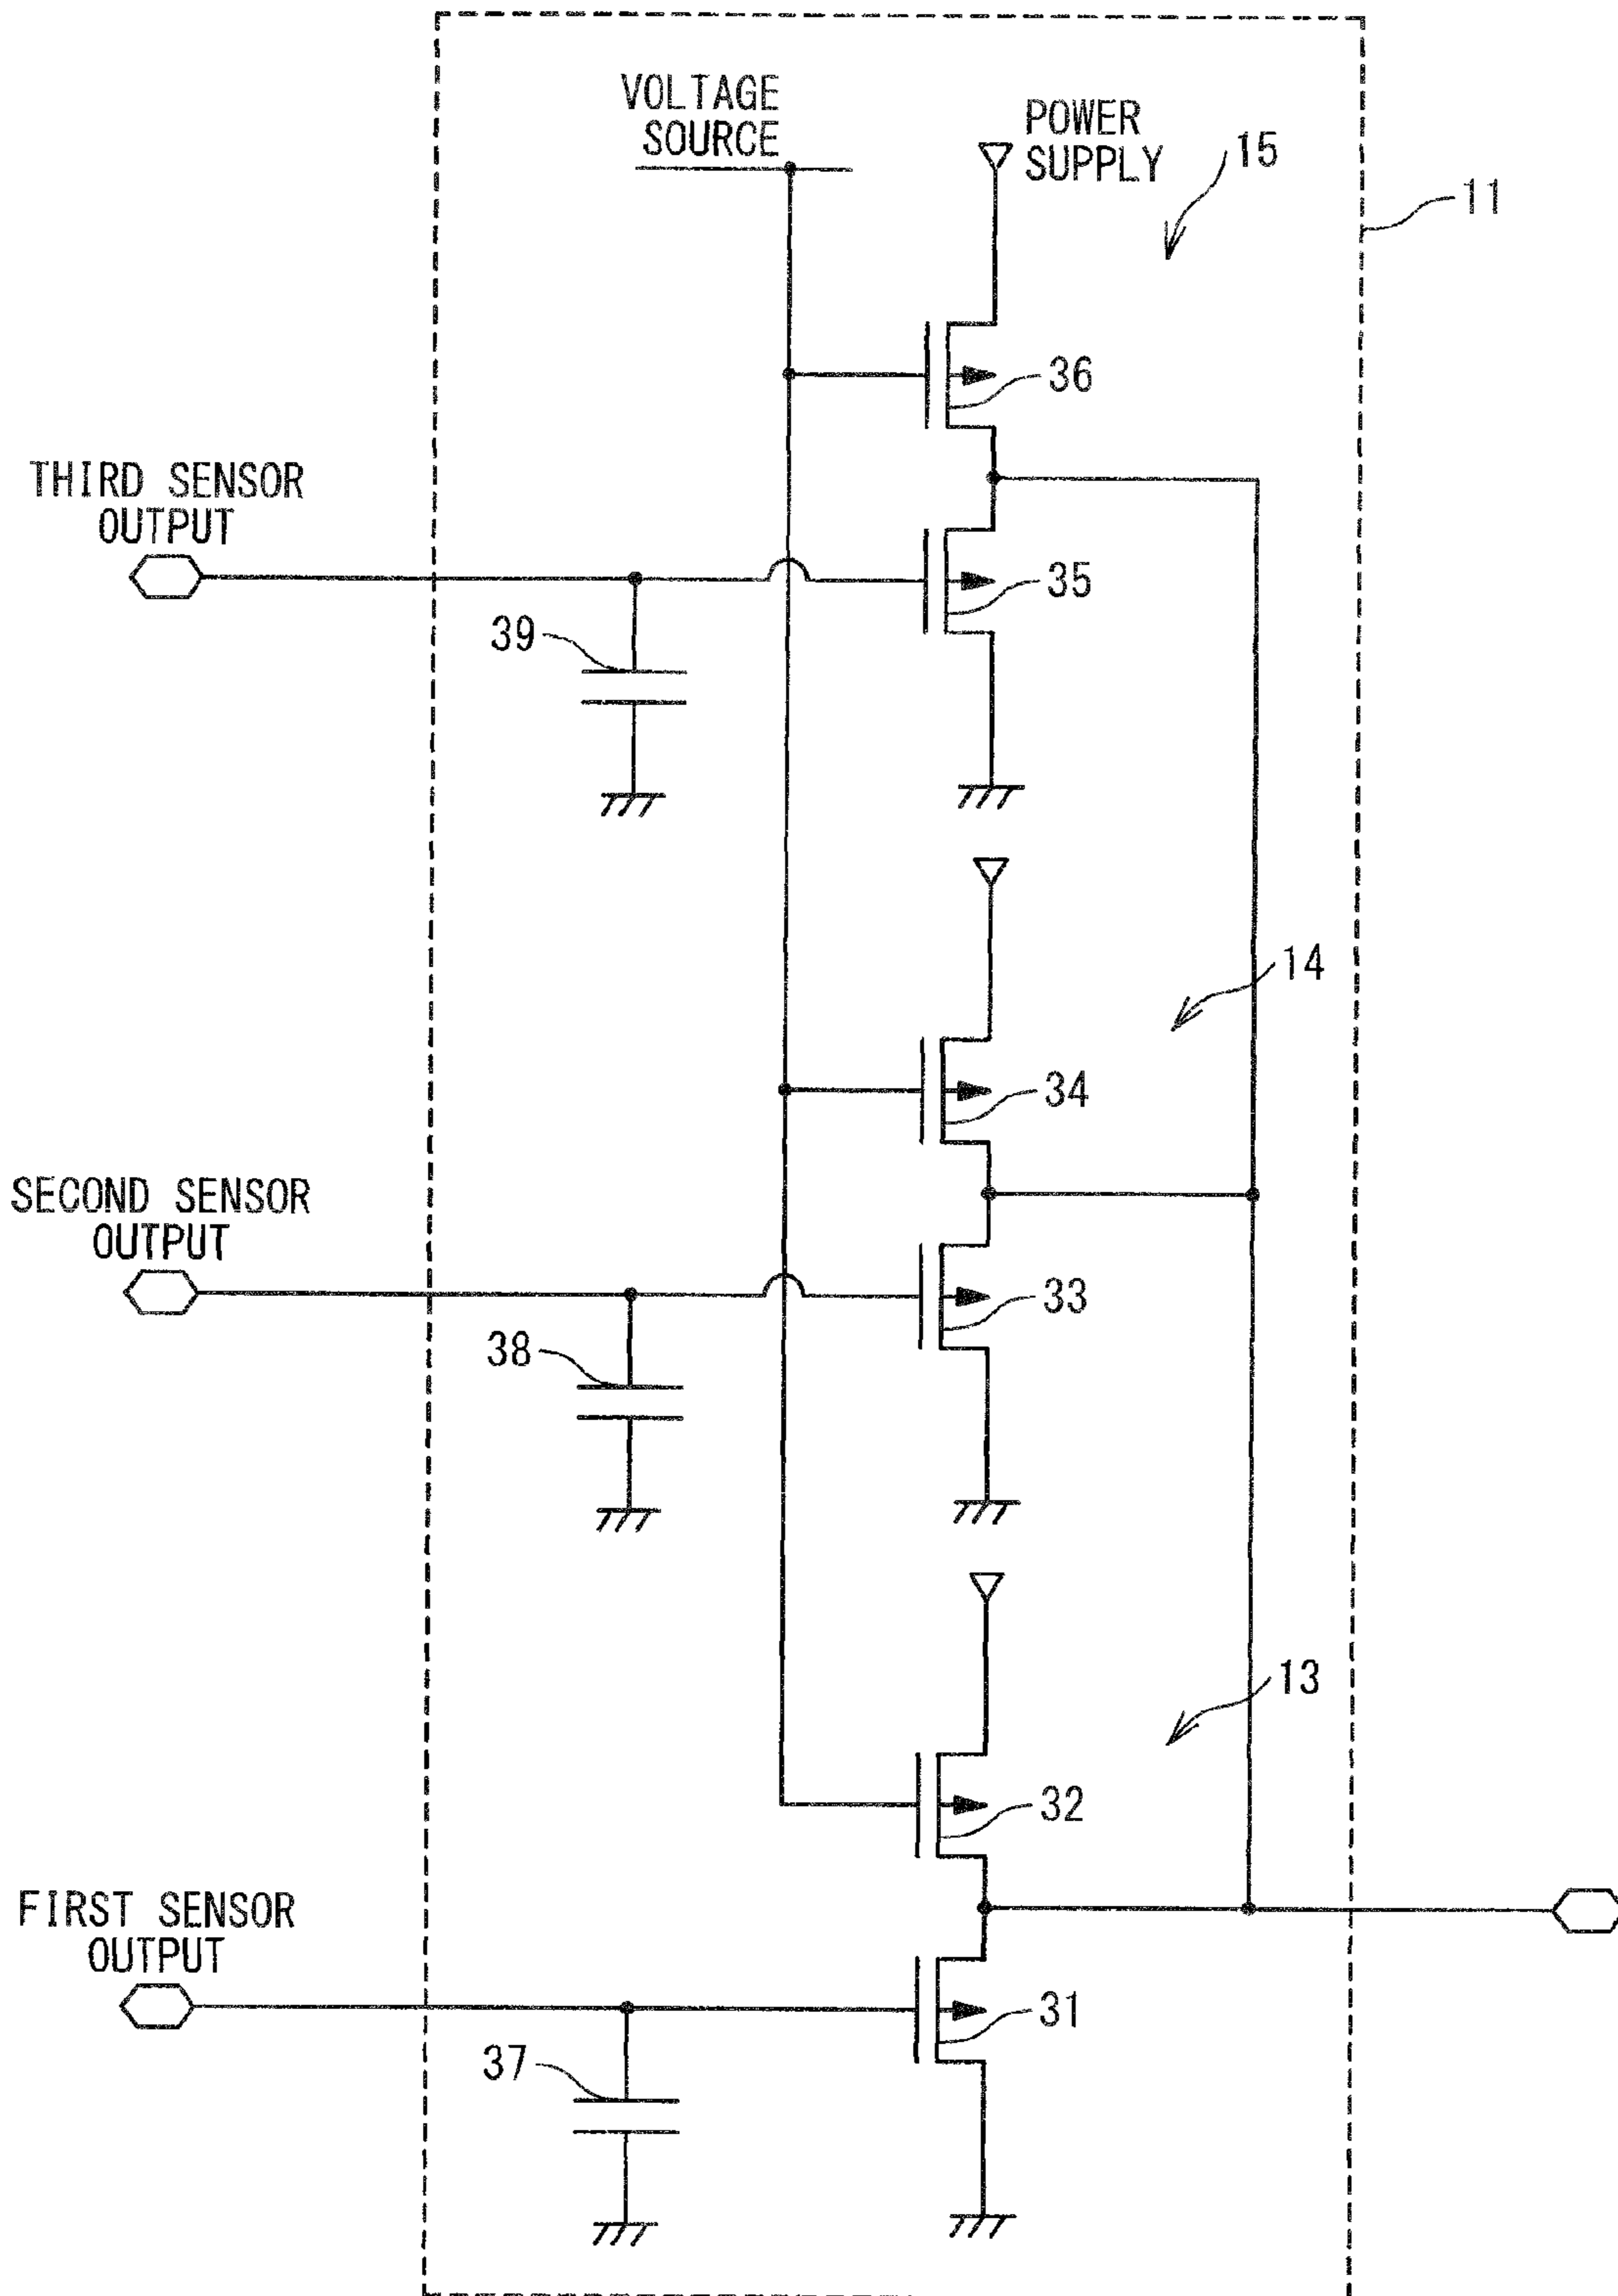 VOLTAGE
SOURCE
POWER
SUPPLY
15
11
36
THIRD SENSOR
OUTPUT
35
39
14
34
SECOND SENSOR
OUTPUT
33
38
13
32
FIRST SENSOR
OUTPUT
31
37